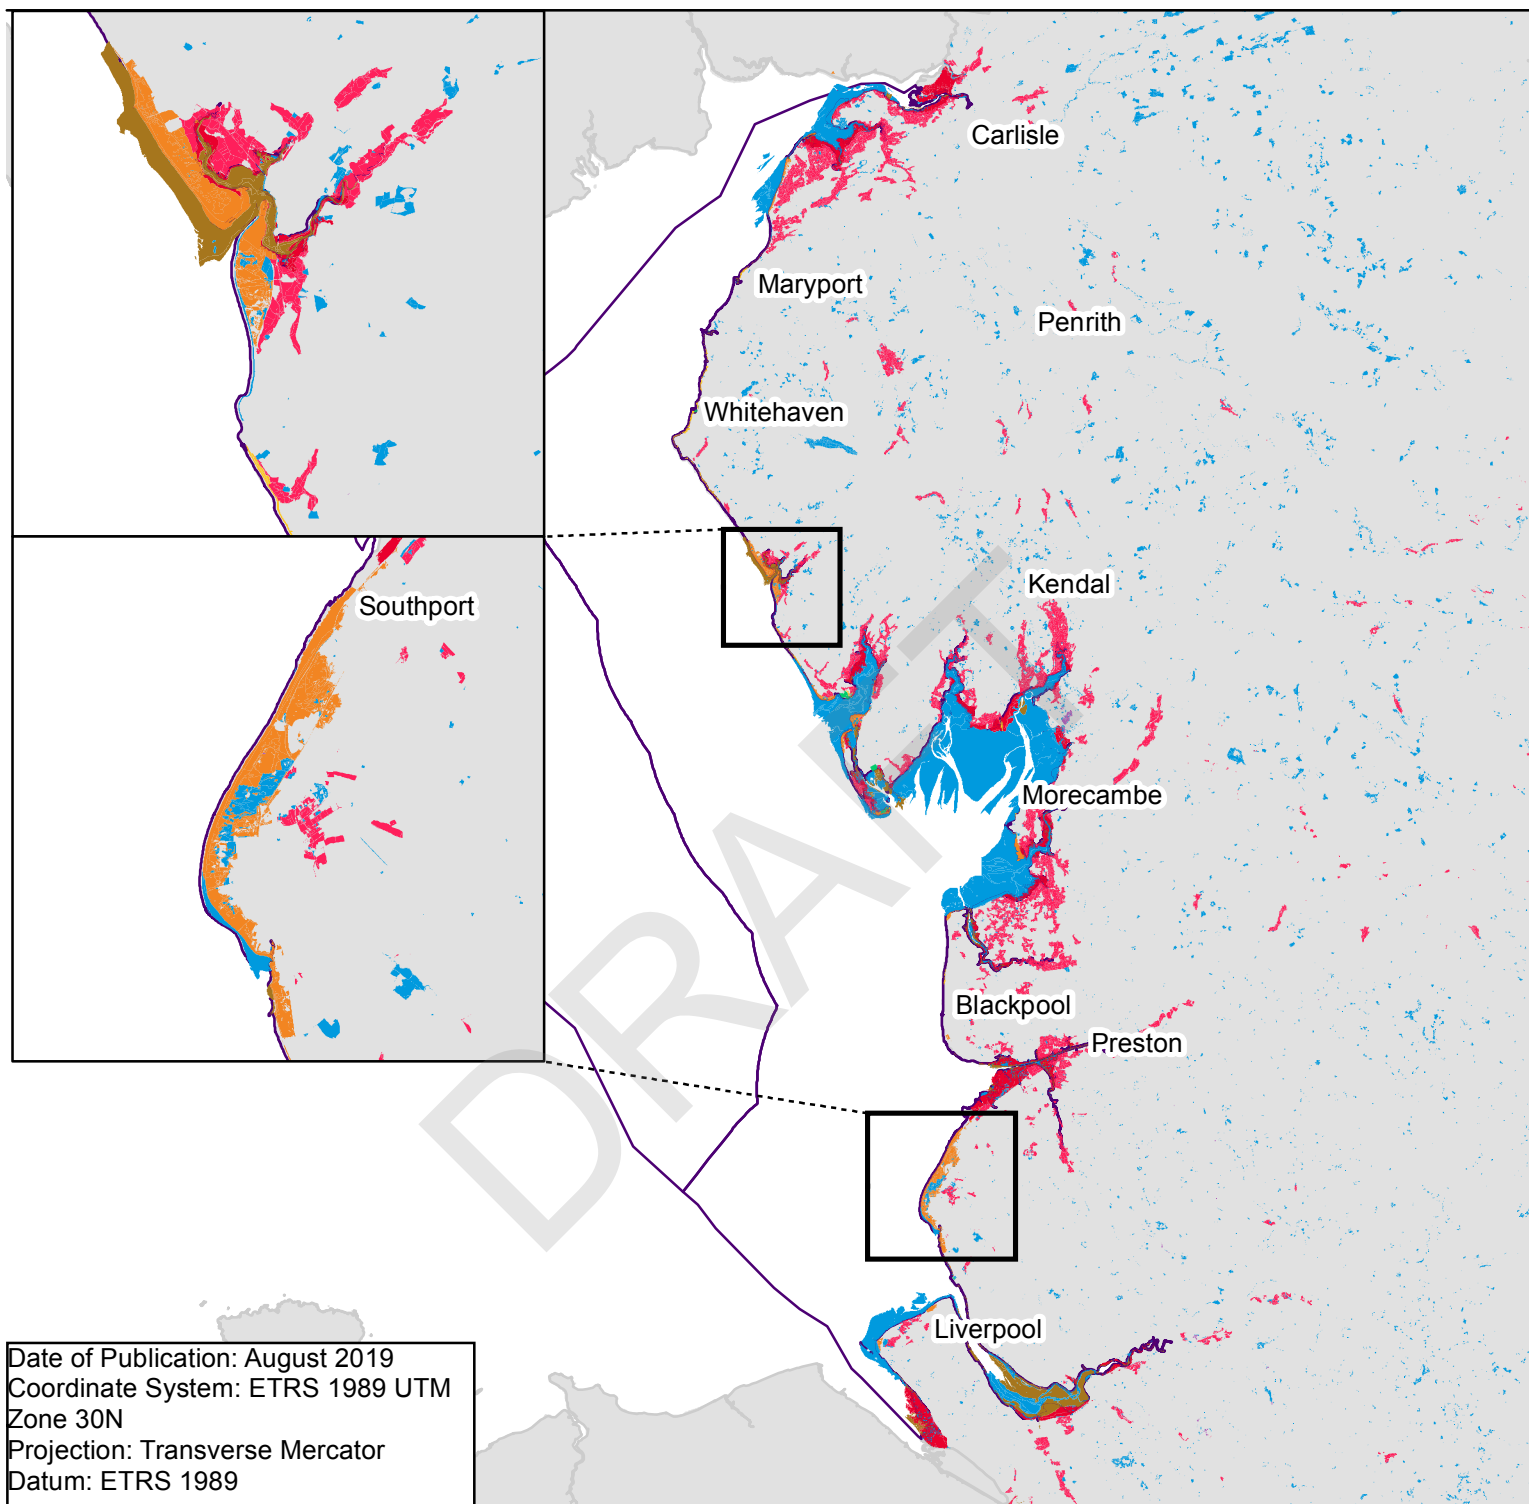 Carlisle
Maryport
Penrith
Whitehaven
Kendal
Southport
Morecambe
Blackpool
Preston
Liverpool
DRAFT
Date of Publication: August 2019
Coordinate System: ETRS 1989 UTM
Zone 30N
Projection: Transverse Mercator
Datum: ETRS 1989